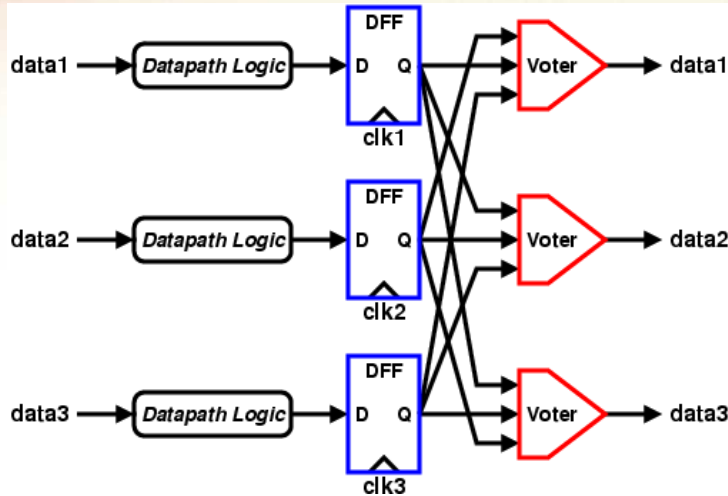 DFF
data1 Datapath Logic D Q Voter data1
clk1
DFF
data2 Datapath Logic D Q Voter data2
clk2
DFF
data3 Datapath Logic D Q Voter data3
clk3